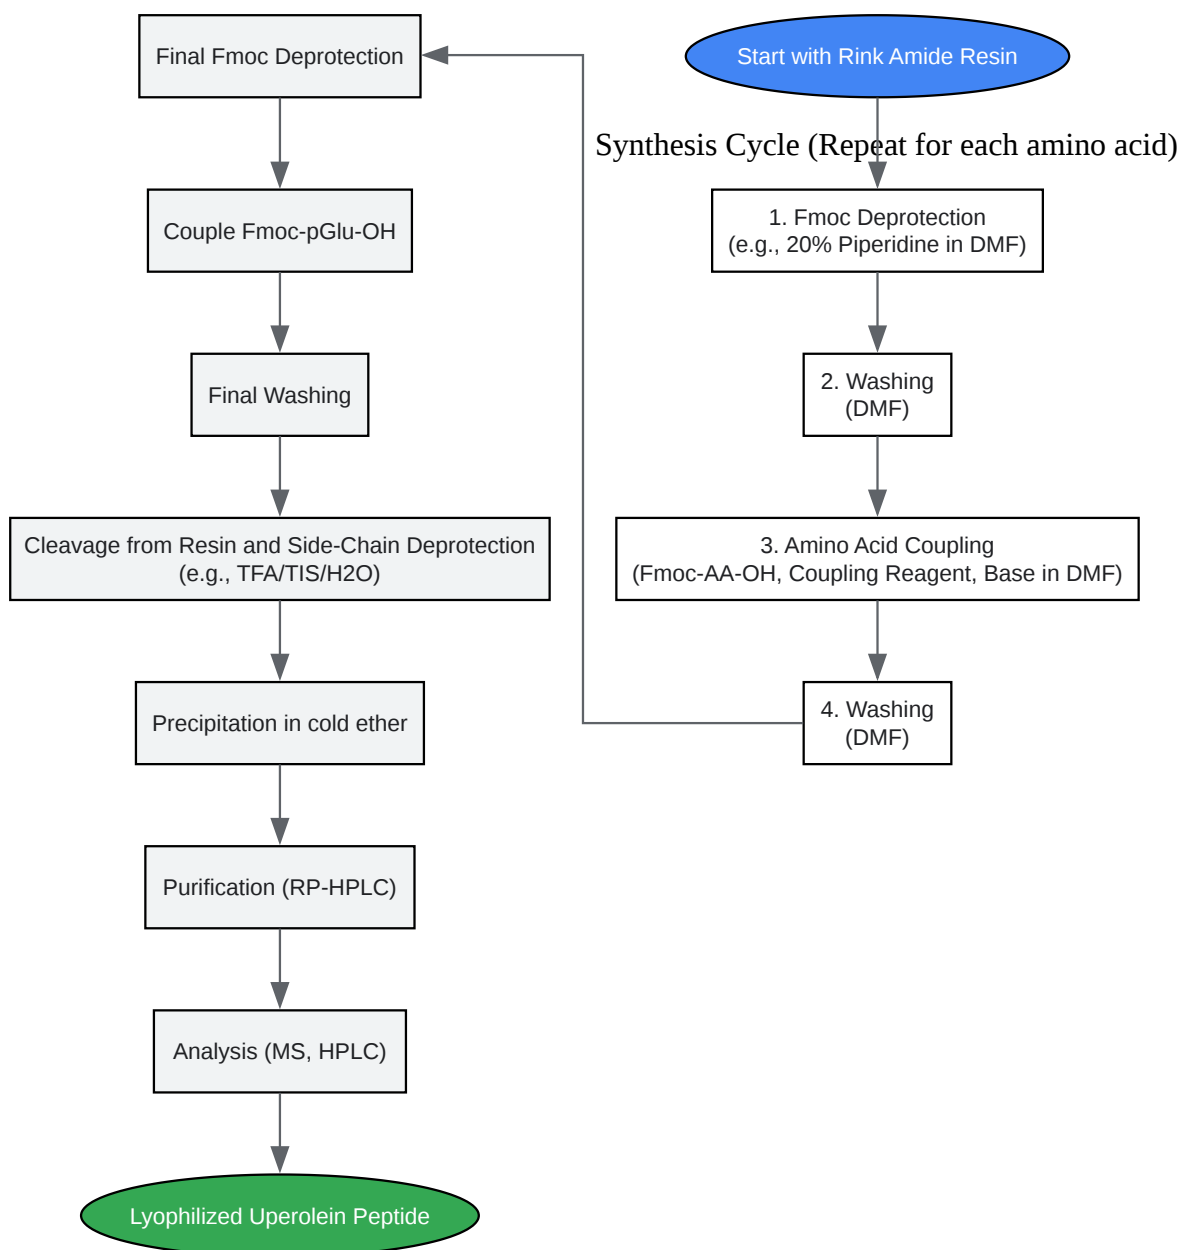 Start with Rink Amide Resin
Synthesis Cycle (Repeat for each amino acid)
1. Fmoc Deprotection
(e.g., 20% Piperidine in DMF)
2. Washing
(DMF)
3. Amino Acid Coupling
(Fmoc-AA-OH, Coupling Reagent, Base in DMF)
4. Washing
(DMF)
Final Fmoc Deprotection
Couple Fmoc-pGlu-OH
Final Washing
Cleavage from Resin and Side-Chain Deprotection
(e.g., TFA/TIS/H2O)
Precipitation in cold ether
Purification (RP-HPLC)
Analysis (MS, HPLC)
Lyophilized Uperolein Peptide